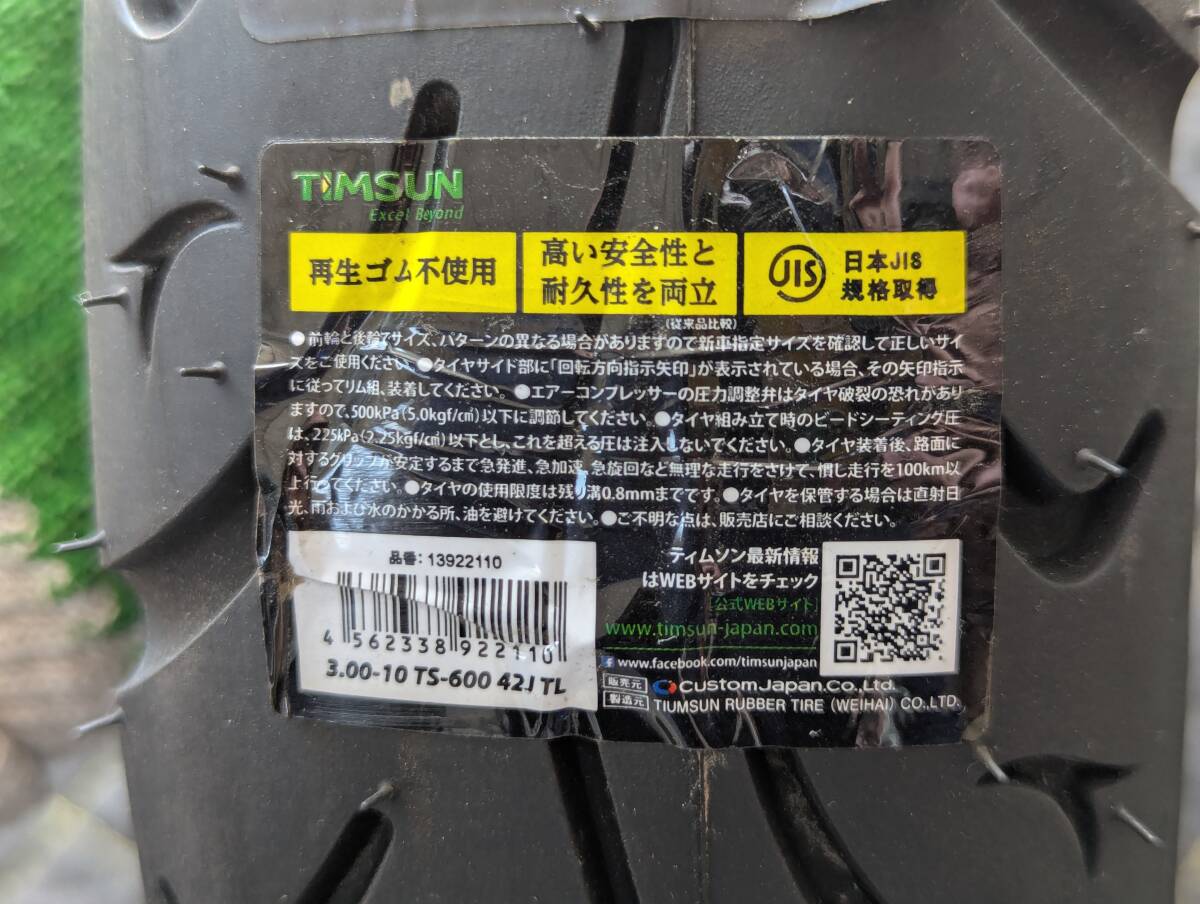 TIMSUN
Excel Beyond
再生ゴム不使用
高い安全性と
耐久性を両立
(従来品比較)
JIS
日本JIS
規格取得
●前輪と後輪でサイズ、パターンの異なる場合がありますので新車指定サイズを確認して正しいサイ
ズをご使用ください。●タイヤサイド部に「回転方向指示矢印」が表示されている場合、その矢印指示
に従ってリム組、装着してください。●エアーコンプレッサーの圧力調整弁はタイヤ破裂の恐れがあり
ますので、500kPa(5.0kgf/㎠)以下に調節してください。●タイヤ組み立て時のビードシーティング圧
は、225kPa(2.25kgf/㎠)以下とし、これを超える圧は注入しないでください。●タイヤ装着後、路面に
対するグリップが安定するまで急発進、急加速、急旋回など無理な走行をさけて、慣し走行を100km以
上行ってください。●タイヤの使用限度は残り溝0.8mmまでです。●タイヤを保管する場合は直射日
光、雨および水のかかる所、油を避けてください。●ご不明な点は、販売店にご相談ください。
品番: 13922110
4 562338 922110
3.00-10 TS-600 42J TL
ティムソン最新情報
はWEBサイトをチェック
[公式WEBサイト]
www.timsun-japan.com
f www.facebook.com/timsunjapan
販売元 CustomJapan.Co.,Ltd.
製造元 TIUMSUN RUBBER TIRE (WEIHAI) CO.,LTD.